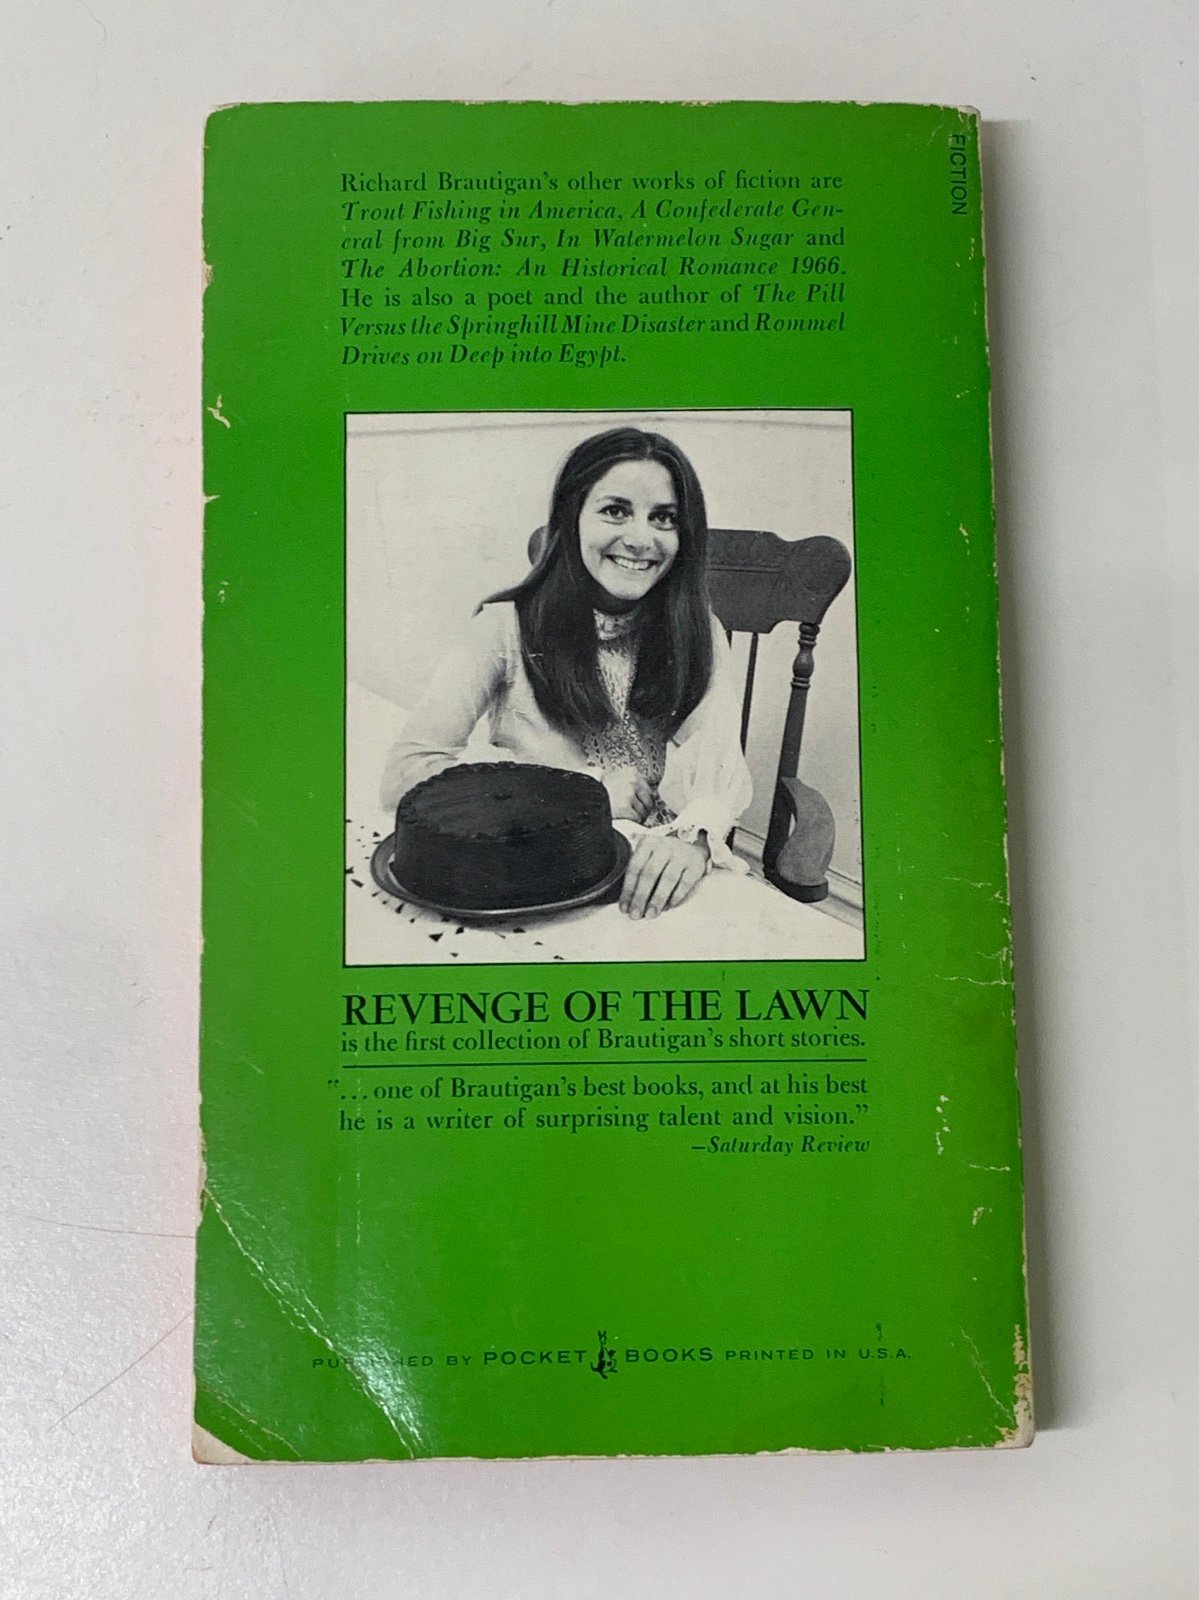 FICTION
Richard Brautigan's other works of fiction are
Trout Fishing in America, A Confederate Gen-
eral from Big Sur, In Watermelon Sugar and
The Abortion: An Historical Romance 1966.
He is also a poet and the author of The Pill
Versus the Springhill Mine Disaster and Rommel
Drives on Deep into Egypt.
REVENGE OF THE LAWN
is the first collection of Brautigan's short stories.
"... one of Brautigan's best books, and at his best
he is a writer of surprising talent and vision."
—Saturday Review
PUBLISHED BY POCKET BOOKS PRINTED IN U.S.A.